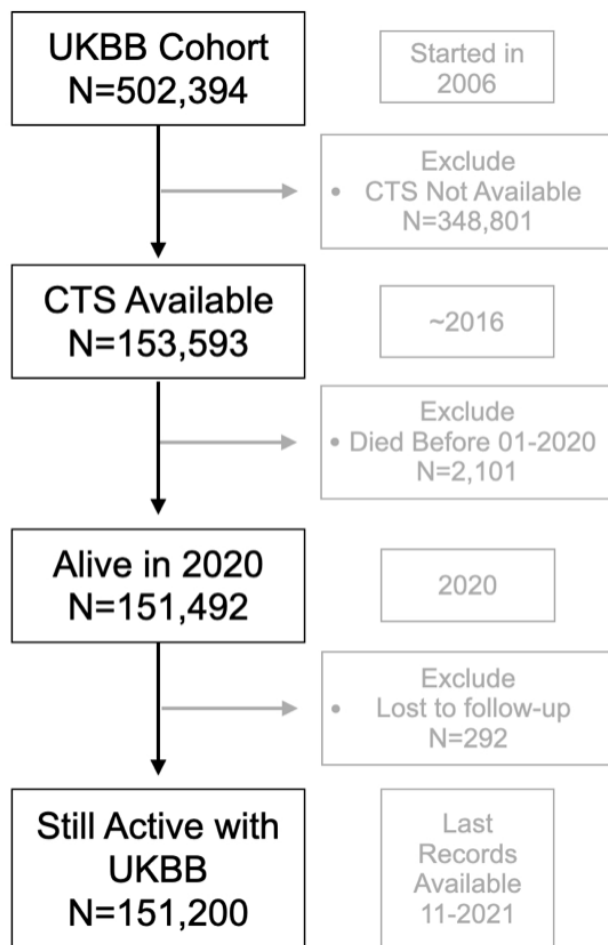 UKBB Cohort
N=502,394
Started in
2006
Exclude
• CTS Not Available
N=348,801
CTS Available
N=153,593
~2016
Exclude
• Died Before 01-2020
N=2,101
Alive in 2020
N=151,492
2020
Exclude
• Lost to follow-up
N=292
Still Active with
UKBB
N=151,200
Last
Records
Available
11-2021